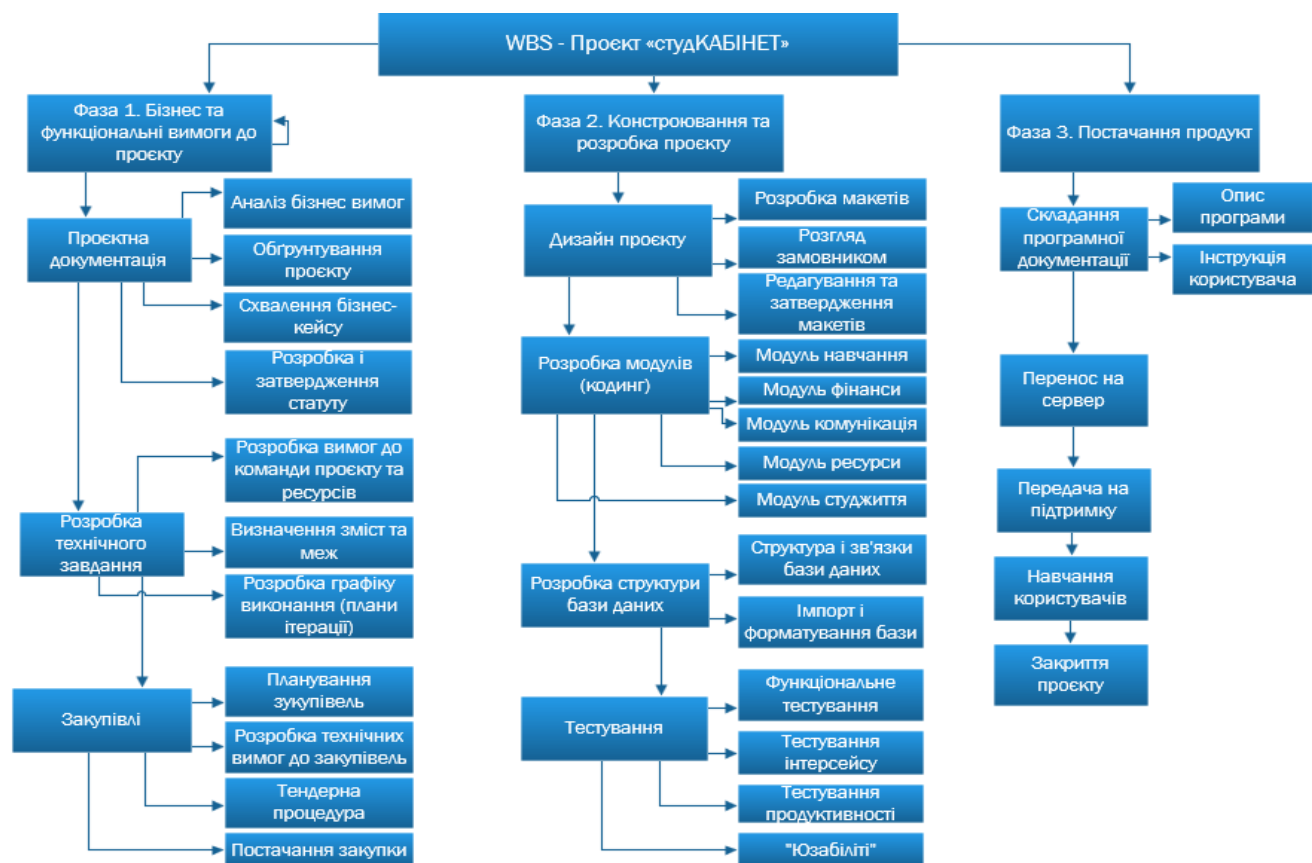 WBS - Проєкт «студКАБІНЕТ»
Фаза 1. Бізнес та
функціональні вимоги до
проєкту
Проєктна
документація
Аналіз бізнес вимог
Обґрунтування
проєкту
Схвалення бізнес-
кейсу
Розробка і
затвердження
статуту
Розробка
технічного
завдання
Розробка вимог до
команди проєкту та
ресурсів
Визначення зміст та
меж
Розробка графіку
виконання (плани
ітерації)
Закупівлі
Планування
зукупівель
Розробка технічних
вимог до закупівель
Тендерна
процедура
Постачання закупки
Фаза 2. Констроювання та
розробка проєкту
Дизайн проєкту
Розробка макетів
Розгляд
замовником
Редагування та
затвердження
макетів
Розробка модулів
(кодинг)
Модуль навчання
Модуль фінанси
Модуль комунікація
Модуль ресурси
Модуль студжиття
Розробка структури
бази даних
Структура і зв'язки
бази даних
Імпорт і
форматування бази
Тестування
Функціональне
тестування
Тестування
інтерсейсу
Тестування
продуктивності
"Юзабіліті"
Фаза 3. Постачання продукт
Складання
програмної
документації
Опис
програми
Інструкція
користувача
Перенос на
сервер
Передача на
підтримку
Навчання
користувачів
Закриття
проєкту